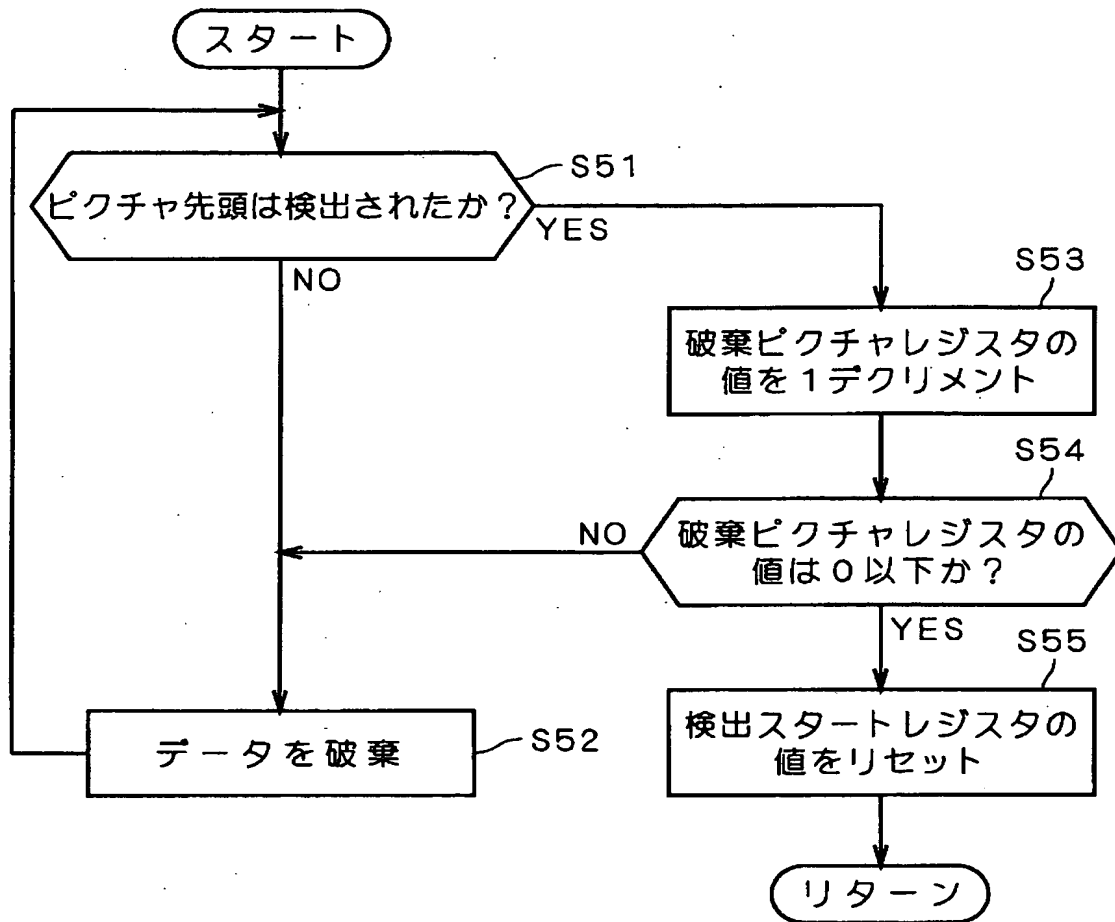 スタート
S51
ピクチャ先頭は検出されたか?
YES
NO
S53
破棄ピクチャレジスタの
値を1デクリメント
S54
NO
破棄ピクチャレジスタの
値は0以下か?
YES
S55
データを破棄
S52
検出スタートレジスタの
値をリセット
リターン